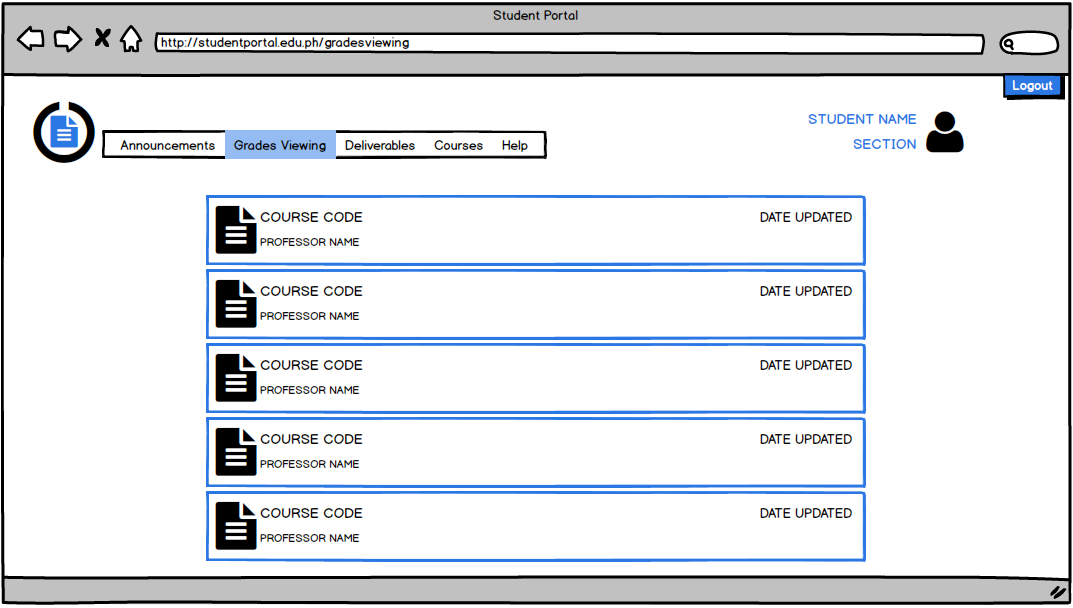 Student Portal
http://studentportal.edu.ph/gradesviewing
Logout
STUDENT NAME
SECTION
Announcements Grades Viewing Deliverables Courses Help
COURSE CODE DATE UPDATED
PROFESSOR NAME
COURSE CODE DATE UPDATED
PROFESSOR NAME
COURSE CODE DATE UPDATED
PROFESSOR NAME
COURSE CODE DATE UPDATED
PROFESSOR NAME
COURSE CODE DATE UPDATED
PROFESSOR NAME